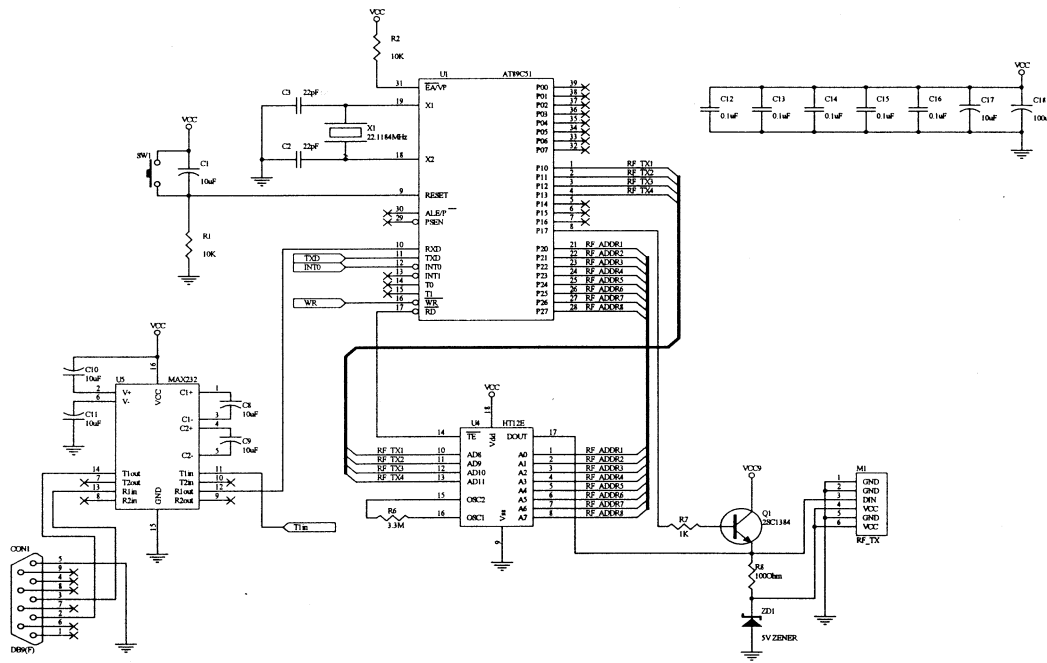 VCC
R2
10K
U1
AT89C51
31
EA/VP
C3
22pF
19
X1
X1
22.1184MHz
C2
22pF
18
X2
VCC
SW1
C1
10uF
9
RESET
30
ALE/P
29
PSEN
R1
10K
10
RXD
TXD
11
TXD
INT0
12
INT0
13
INT1
14
T0
15
T1
WR
16
WR
17
RD
P00 39
P01 38
P02 37
P03 36
P04 35
P05 34
P06 33
P07 32
P10 1 RF_TX1
P11 2 RF_TX2
P12 3 RF_TX3
P13 4 RF_TX4
P14 5
P15 6
P16 7
P17 8
P20 21 RF_ADDR1
P21 22 RF_ADDR2
P22 23 RF_ADDR3
P23 24 RF_ADDR4
P24 25 RF_ADDR5
P25 26 RF_ADDR6
P26 27 RF_ADDR7
P27 28 RF_ADDR8
VCC
C12
0.1uF
C13
0.1uF
C14
0.1uF
C15
0.1uF
C16
0.1uF
C17
10uF
C18
VCC
C10
10uF
C11
10uF
U5
MAX232
16
VCC
2 V+
6 V-
C1+ 1
C8
10uF
C1- 3
C2+ 4
C9
10uF
C2- 5
14 T1out
7 T2out
13 R1in
8 R2in
T1in 11
T2in 10
R1out 12
R2out 9
GND
15
T1in
VCC
18
U4
HT12E
Vdd
14 TE
DOUT 17
RF_TX1 10 AD8
RF_TX2 11 AD9
RF_TX3 12 AD10
RF_TX4 13 AD11
15 OSC2
16 OSC1
R6
3.3M
Vss
9
A0 1 RF_ADDR1
A1 2 RF_ADDR2
A2 3 RF_ADDR3
A3 4 RF_ADDR4
A4 5 RF_ADDR5
A5 6 RF_ADDR6
A6 7 RF_ADDR7
A7 8 RF_ADDR8
VCC9
Q1
2SC1384
R7
1K
R8
100Ohm
ZD1
5V ZENER
M1
1 GND
2 GND
3 DIN
4 VCC
5 GND
6 VCC
RF_TX
CON1
5
9
4
8
3
7
2
6
1
DB9(F)